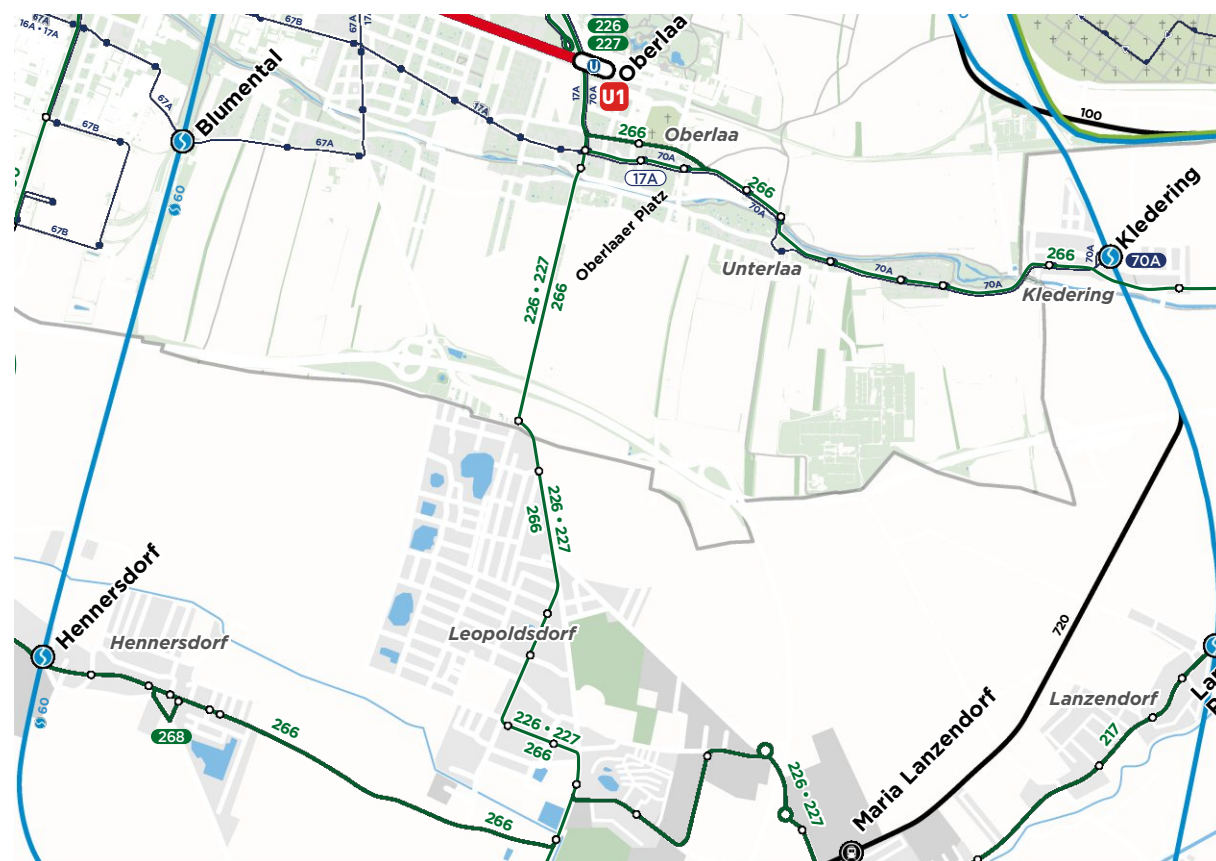 67A
16A • 17A
67A
67B
17A
226
227
Oberlaa
U
U1
17A
70A
17A
Blumental
67A
67B
67A
100
266
Oberlaa
70A
17A
266
70A
Oberlaaer Platz
S 60
67B
Kledering
70A
266
70A
Unterlaa
70A
70A
Kledering
226 • 227
266
226 • 227
266
Hennersdorf
Hennersdorf
Leopoldsdorf
720
Lanzendorf
217
Maria Lanzendorf
S 60
268
266
226 • 227
266
226 • 227
266